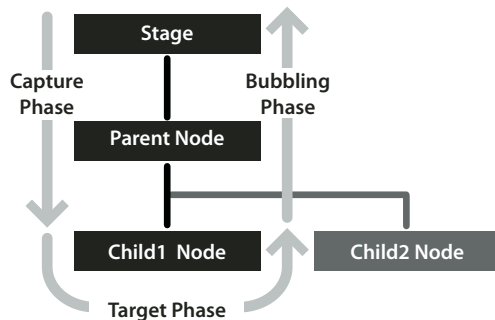 Stage
Capture
Phase
Bubbling
Phase
Parent Node
Child1 Node
Child2 Node
Target Phase